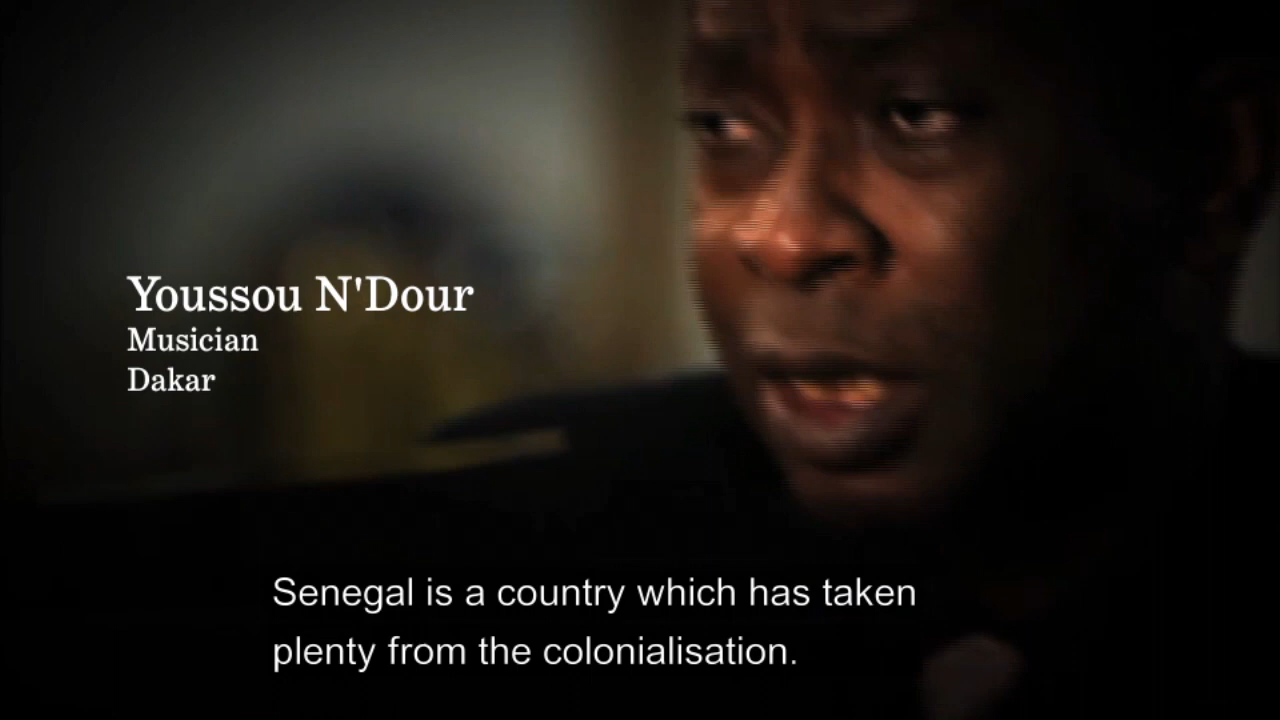 Youssou N'Dour
Musician
Dakar
Senegal is a country which has taken
plenty from the colonialisation.